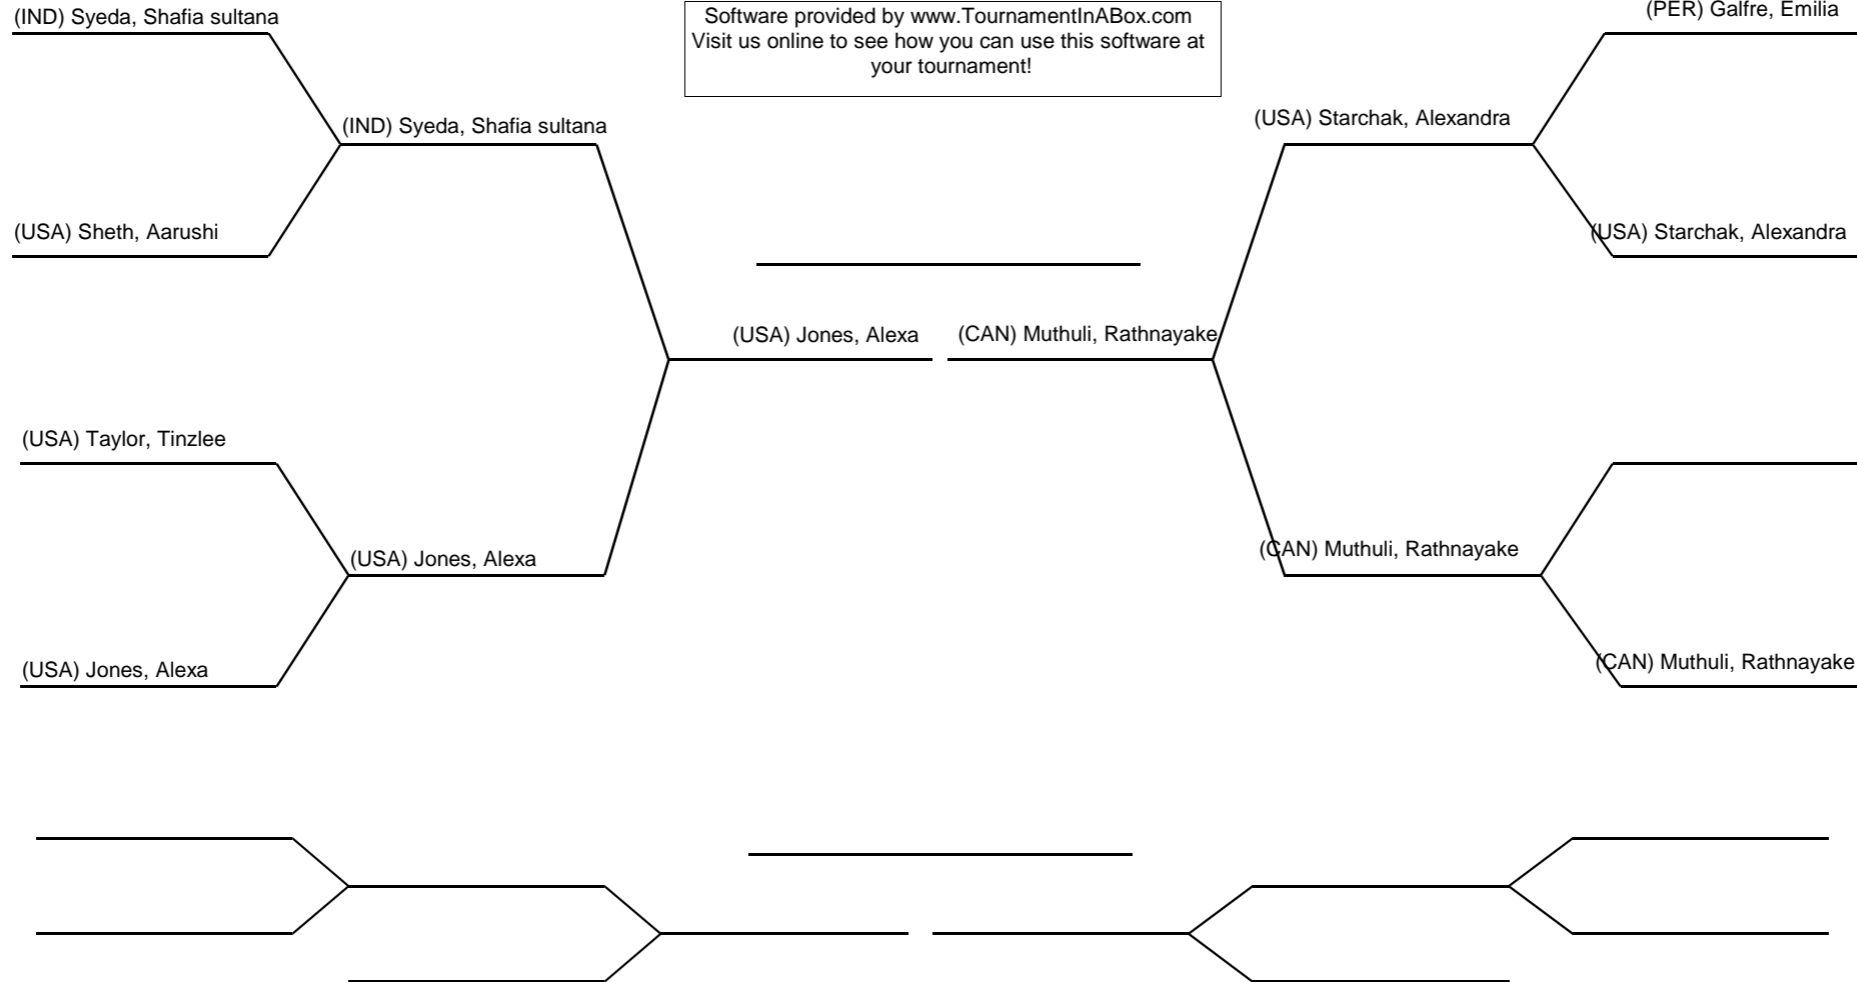 (IND) Syeda, Shafia sultana
Software provided by www.TournamentInABox.com
Visit us online to see how you can use this software at
your tournament!
(PER) Galfre, Emilia
(IND) Syeda, Shafia sultana
(USA) Starchak, Alexandra
(USA) Sheth, Aarushi
(USA) Starchak, Alexandra
(USA) Jones, Alexa
(CAN) Muthuli, Rathnayake
(USA) Taylor, Tinzlee
(USA) Jones, Alexa
(CAN) Muthuli, Rathnayake
(USA) Jones, Alexa
(CAN) Muthuli, Rathnayake